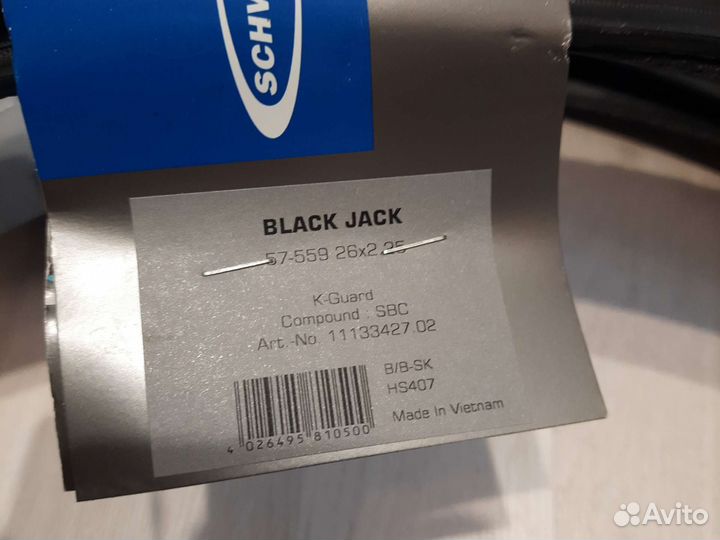 SCHW
BLACK JACK
57-559 26x2.25
K-Guard
Compound : SBC
Art.-No. 11133427.02
B/B-SK
HS407
Made In Vietnam
4 026495 810500
Avito